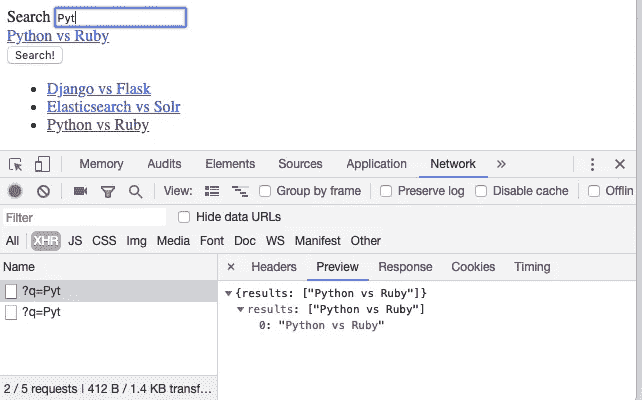 Search Pyt
Python vs Ruby
Search!
Django vs Flask
Elasticsearch vs Solr
Python vs Ruby
Memory Audits Elements Sources Application Network »
View: Group by frame Preserve log Disable cache Offlin
Filter Hide data URLs
All XHR JS CSS Img Media Font Doc WS Manifest Other
Name × Headers Preview Response Cookies Timing
?q=Pyt
?q=Pyt
{results: ["Python vs Ruby"]}
results: ["Python vs Ruby"]
0: "Python vs Ruby"
2 / 5 requests | 412 B / 1.4 KB transf…